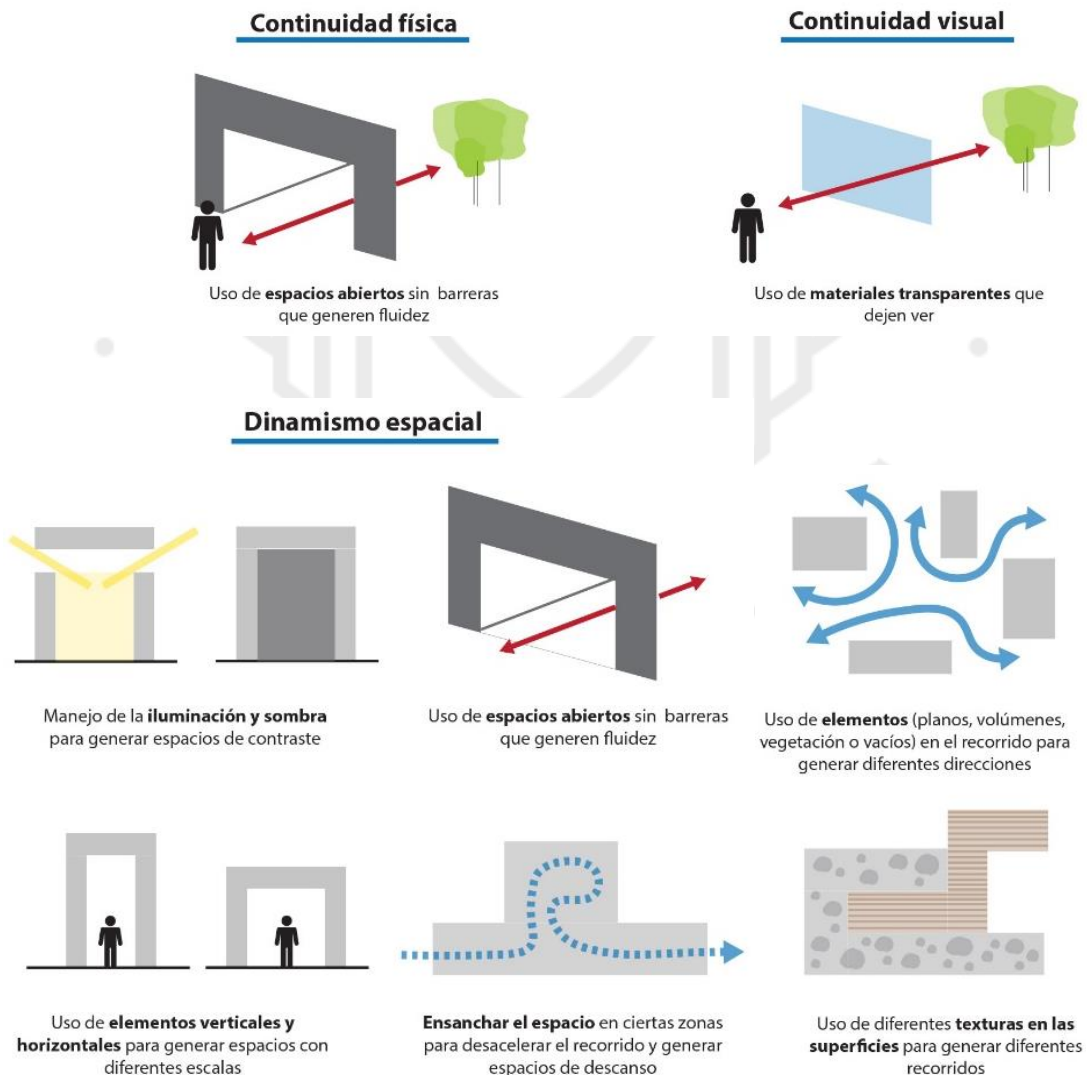 Continuidad física
Continuidad visual
Uso de espacios abiertos sin barreras
que generen fluidez
Uso de materiales transparentes que
dejen ver
Dinamismo espacial
Manejo de la iluminación y sombra
para generar espacios de contraste
Uso de espacios abiertos sin barreras
que generen fluidez
Uso de elementos (planos, volúmenes,
vegetación o vacíos) en el recorrido para
generar diferentes direcciones
Uso de elementos verticales y
horizontales para generar espacios con
diferentes escalas
Ensanchar el espacio en ciertas zonas
para desacelerar el recorrido y generar
espacios de descanso
Uso de diferentes texturas en las
superficies para generar diferentes
recorridos